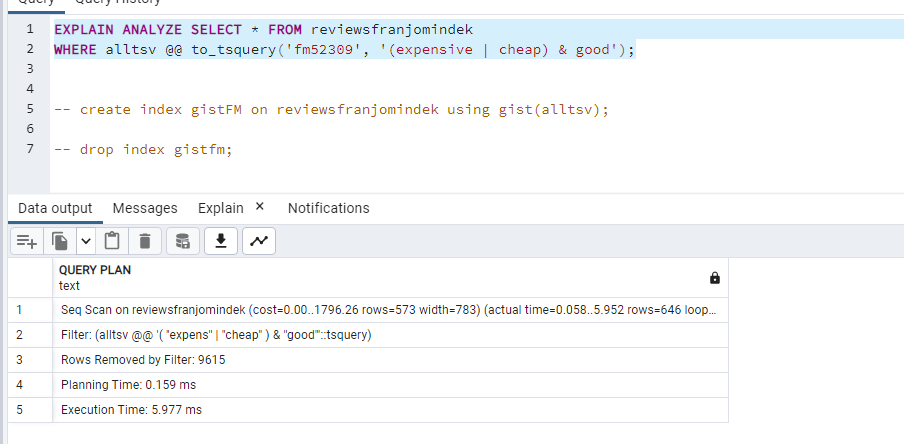 Query Query History
1 EXPLAIN ANALYZE SELECT * FROM reviewsfranjomindek
2 WHERE alltsv @@ to_tsquery('fm52309', '(expensive | cheap) & good');
3
4
5 -- create index gistFM on reviewsfranjomindek using gist(alltsv);
6
7 -- drop index gistfm;
Data output Messages Explain × Notifications
QUERY PLAN
text
1 Seq Scan on reviewsfranjomindek (cost=0.00..1796.26 rows=573 width=783) (actual time=0.058..5.952 rows=646 loop...
2 Filter: (alltsv @@ '( "expens" | "cheap" ) & "good"'::tsquery)
3 Rows Removed by Filter: 9615
4 Planning Time: 0.159 ms
5 Execution Time: 5.977 ms